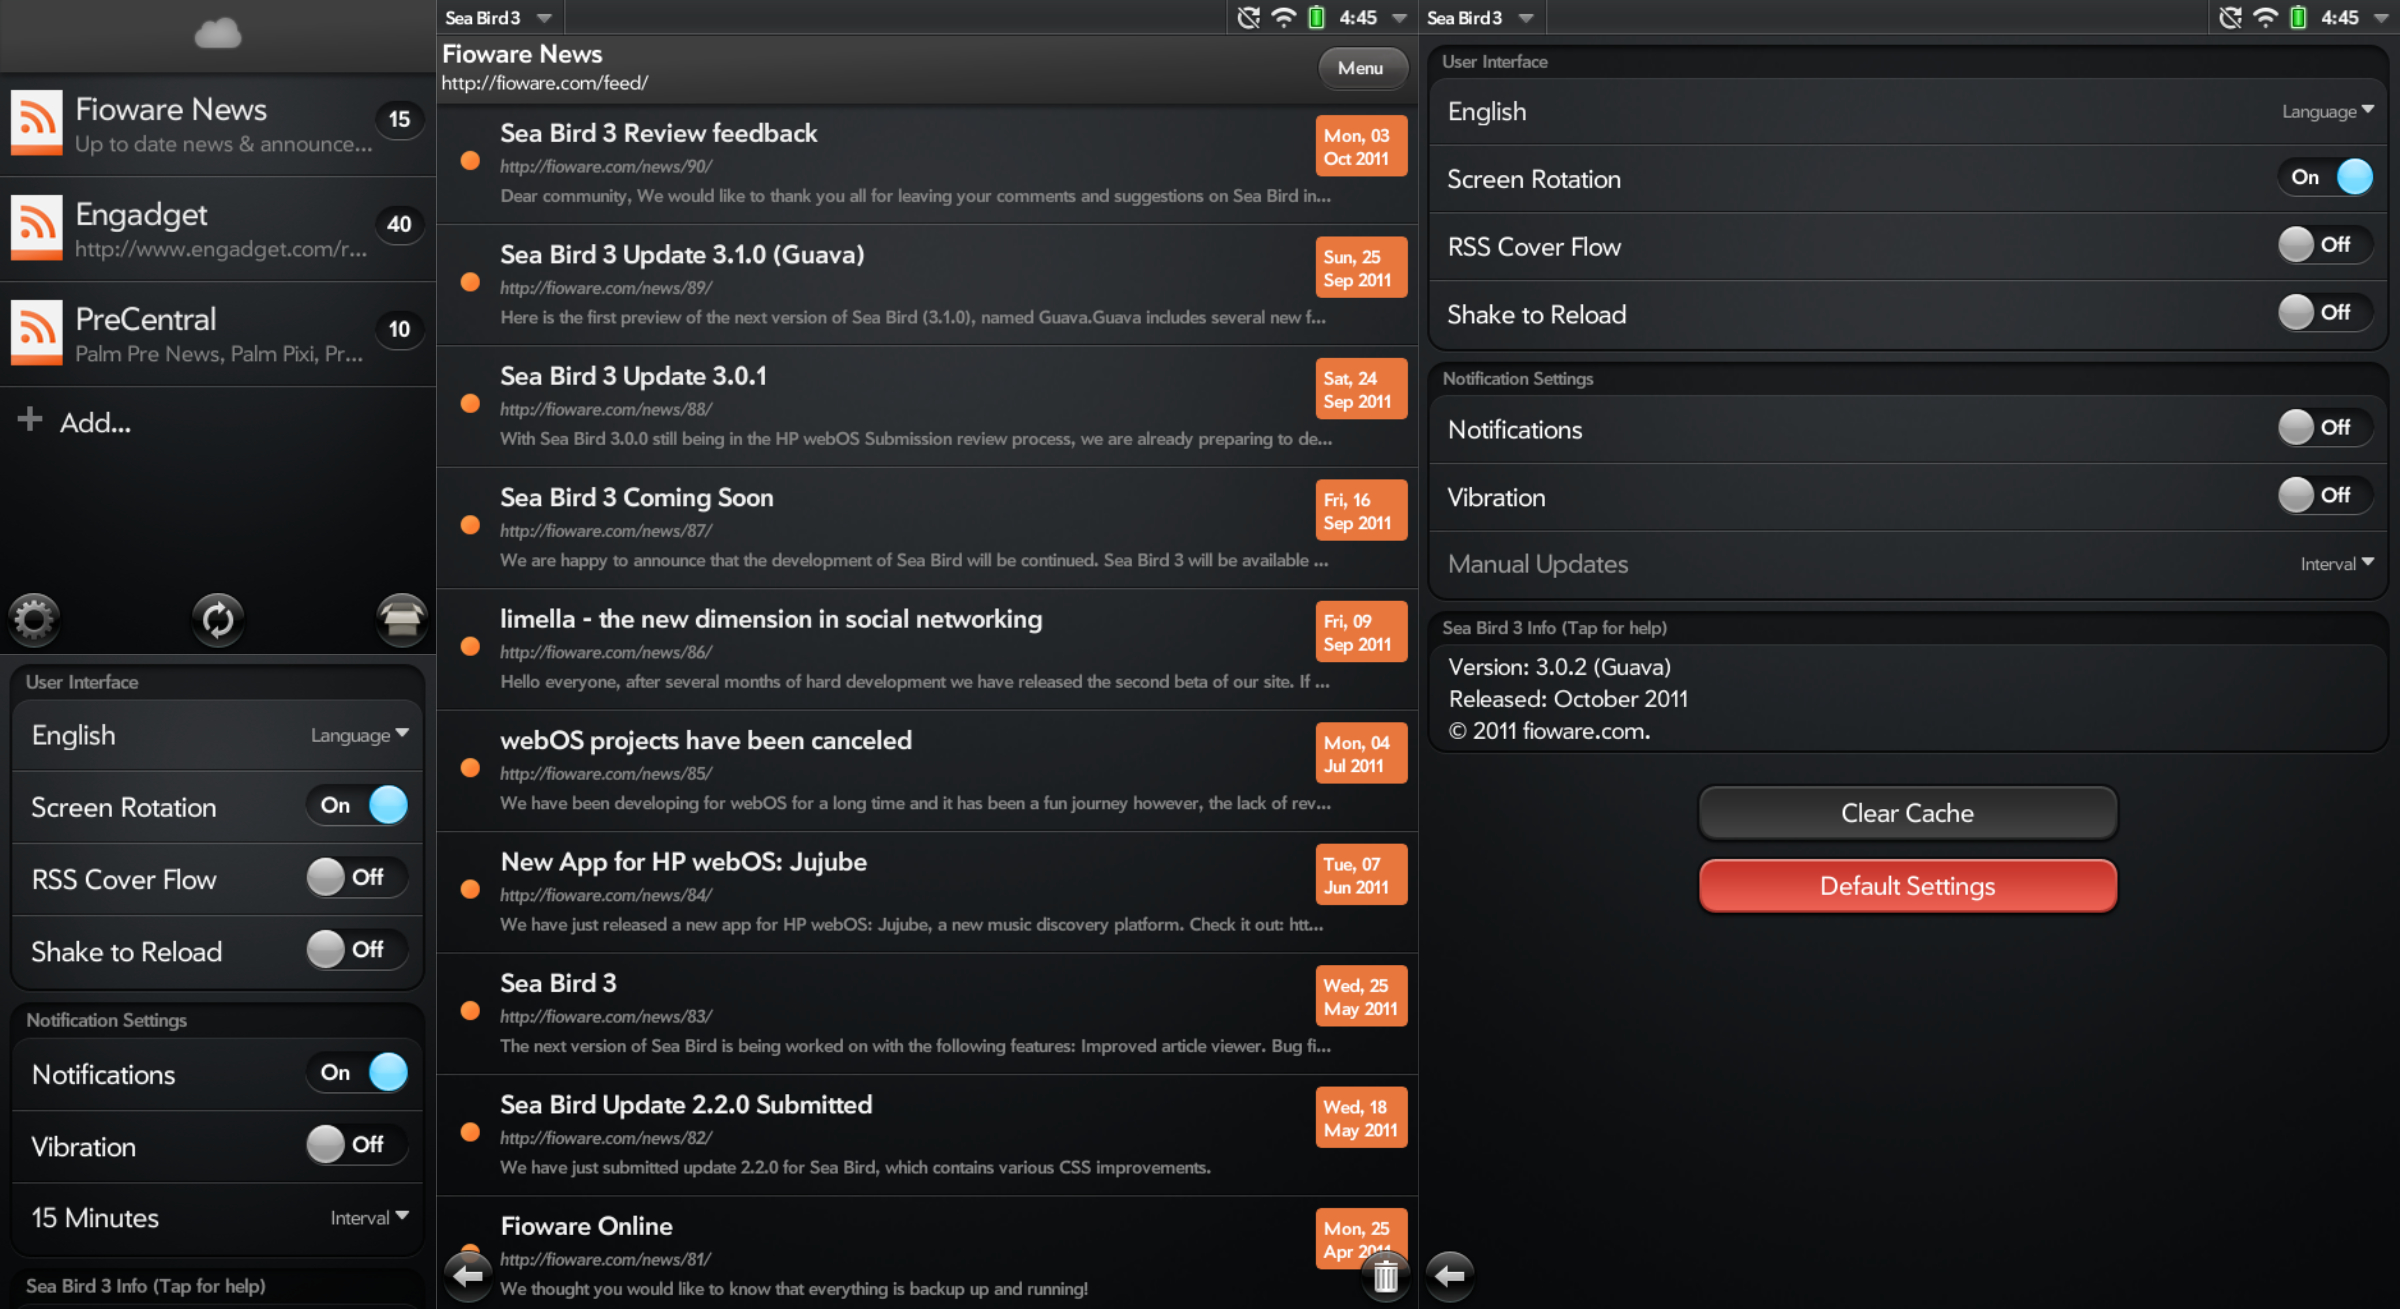 Fioware News
15
Up to date news & announce...
Engadget
40
http://www.engadget.com/r...
PreCentral
10
Palm Pre News, Palm Pixi, Pr...
Add...
User Interface
English Language
Screen Rotation On
RSS Cover Flow Off
Shake to Reload Off
Notification Settings
Notifications On
Vibration Off
15 Minutes Interval
Sea Bird 3 Info (Tap for help)
Sea Bird 3 4:45
Fioware News
http://fioware.com/feed/
Menu
Sea Bird 3 Review feedback
http://fioware.com/news/90/
Dear community, We would like to thank you all for leaving your comments and suggestions on Sea Bird in...
Mon, 03
Oct 2011
Sea Bird 3 Update 3.1.0 (Guava)
http://fioware.com/news/89/
Here is the first preview of the next version of Sea Bird (3.1.0), named Guava.Guava includes several new f...
Sun, 25
Sep 2011
Sea Bird 3 Update 3.0.1
http://fioware.com/news/88/
With Sea Bird 3.0.0 still being in the HP webOS Submission review process, we are already preparing to de...
Sat, 24
Sep 2011
Sea Bird 3 Coming Soon
http://fioware.com/news/87/
We are happy to announce that the development of Sea Bird will be continued. Sea Bird 3 will be available ...
Fri, 16
Sep 2011
limella - the new dimension in social networking
http://fioware.com/news/86/
Hello everyone, after several months of hard development we have released the second beta of our site. If ...
Fri, 09
Sep 2011
webOS projects have been canceled
http://fioware.com/news/85/
We have been developing for webOS for a long time and it has been a fun journey however, the lack of rev...
Mon, 04
Jul 2011
New App for HP webOS: Jujube
http://fioware.com/news/84/
We have just released a new app for HP webOS: Jujube, a new music discovery platform. Check it out: htt...
Tue, 07
Jun 2011
Sea Bird 3
http://fioware.com/news/83/
The next version of Sea Bird is being worked on with the following features: Improved article viewer. Bug fi...
Wed, 25
May 2011
Sea Bird Update 2.2.0 Submitted
http://fioware.com/news/82/
We have just submitted update 2.2.0 for Sea Bird, which contains various CSS improvements.
Wed, 18
May 2011
Fioware Online
http://fioware.com/news/81/
We thought you would like to know that everything is backup up and running!
Mon, 25
Apr 2011
Sea Bird 3 4:45
User Interface
English Language
Screen Rotation On
RSS Cover Flow Off
Shake to Reload Off
Notification Settings
Notifications Off
Vibration Off
Manual Updates Interval
Sea Bird 3 Info (Tap for help)
Version: 3.0.2 (Guava)
Released: October 2011
© 2011 fioware.com.
Clear Cache
Default Settings